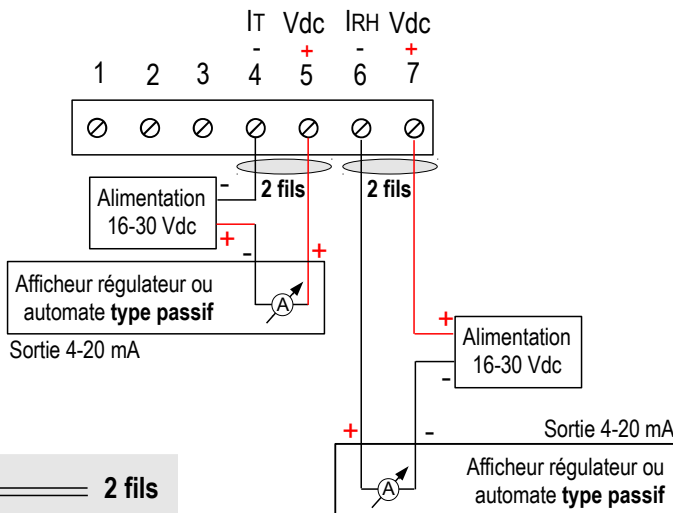 IT Vdc IRH Vdc
- + - +
1 2 3 4 5 6 7
2 fils 2 fils
Alimentation
16-30 Vdc
-
+
- +
Afficheur régulateur ou
automate type passif
A
Sortie 4-20 mA
+
Alimentation
16-30 Vdc
-
+ -
Sortie 4-20 mA
Afficheur régulateur ou
automate type passif
A
2 fils